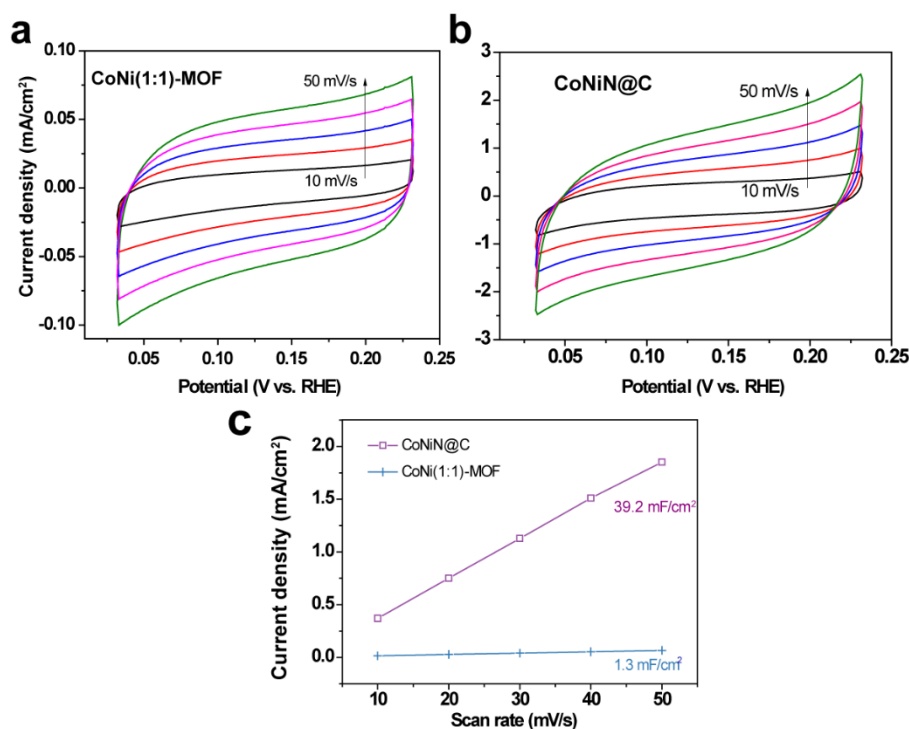 a
CoNi(1:1)-MOF
50 mV/s
10 mV/s
Current density (mA/cm²)
0.10
0.05
0.00
-0.05
-0.10
0.05 0.10 0.15 0.20 0.25
Potential (V vs. RHE)
b
CoNiN@C
50 mV/s
10 mV/s
3
2
1
0
-1
-2
-3
0.05 0.10 0.15 0.20 0.25
Potential (V vs. RHE)
c
CoNiN@C
CoNi(1:1)-MOF
39.2 mF/cm²
1.3 mF/cm²
Current density (mA/cm²)
2.0
1.5
1.0
0.5
0.0
10 20 30 40 50
Scan rate (mV/s)